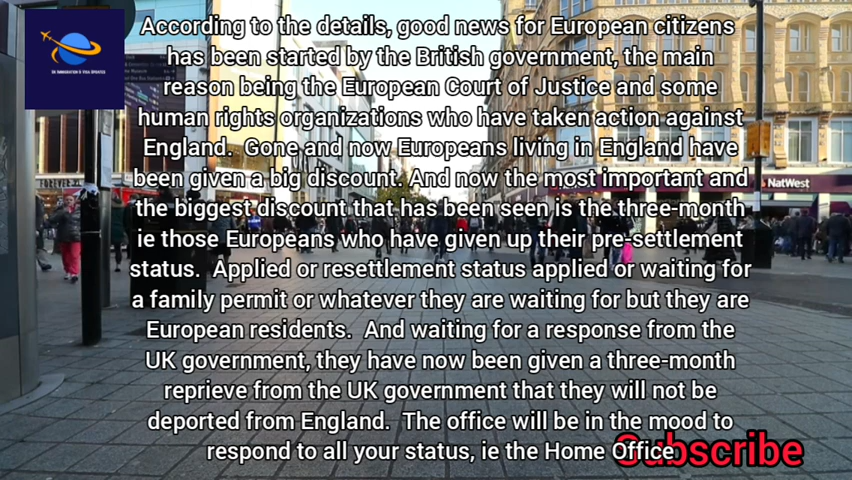 According to the details, good news for European citizens
has been started by the British government, the main
reason being the European Court of Justice and some
human rights organizations who have taken action against
England.  Gone and now Europeans living in England have
been given a big discount. And now the most important and
the biggest discount that has been seen is the three-month
ie those Europeans who have given up their pre-settlement
status.  Applied or resettlement status applied or waiting for
a family permit or whatever they are waiting for but they are
European residents.  And waiting for a response from the
UK government, they have now been given a three-month
reprieve from the UK government that they will not be
deported from England.  The office will be in the mood to
respond to all your status, ie the Home Office
Subscribe
UK IMMIGRATION & VISA UPDATES
FOREVER 21
NatWest